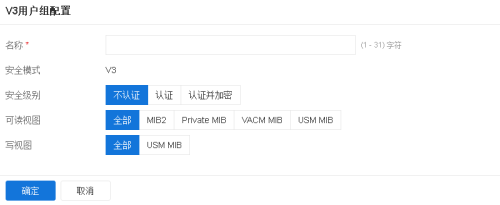 V3用户组配置
名称 * (1 - 31) 字符
安全模式 V3
安全级别 不认证 认证 认证并加密
可读视图 全部 MIB2 Private MIB VACM MIB USM MIB
写视图 全部 USM MIB
确定 取消